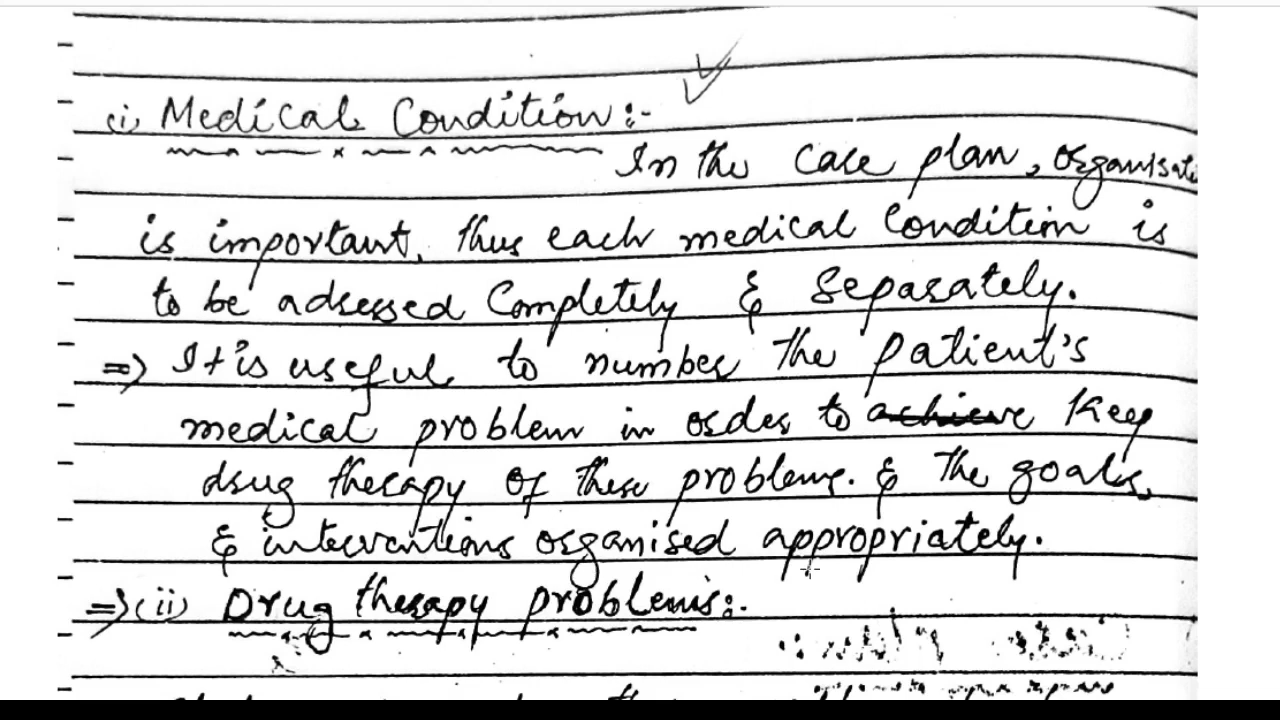 (i) Medical Condition :-
In the care plan, organisati
is important, thus each medical Condition is
to be adsessed Completely & Separately.
=> It is useful to number the patient's
medical problem in order to achieve Keep
drug therapy of these problems. & the goals,
& interventions organised appropriately.
=> (ii) Drug therapy problems :-